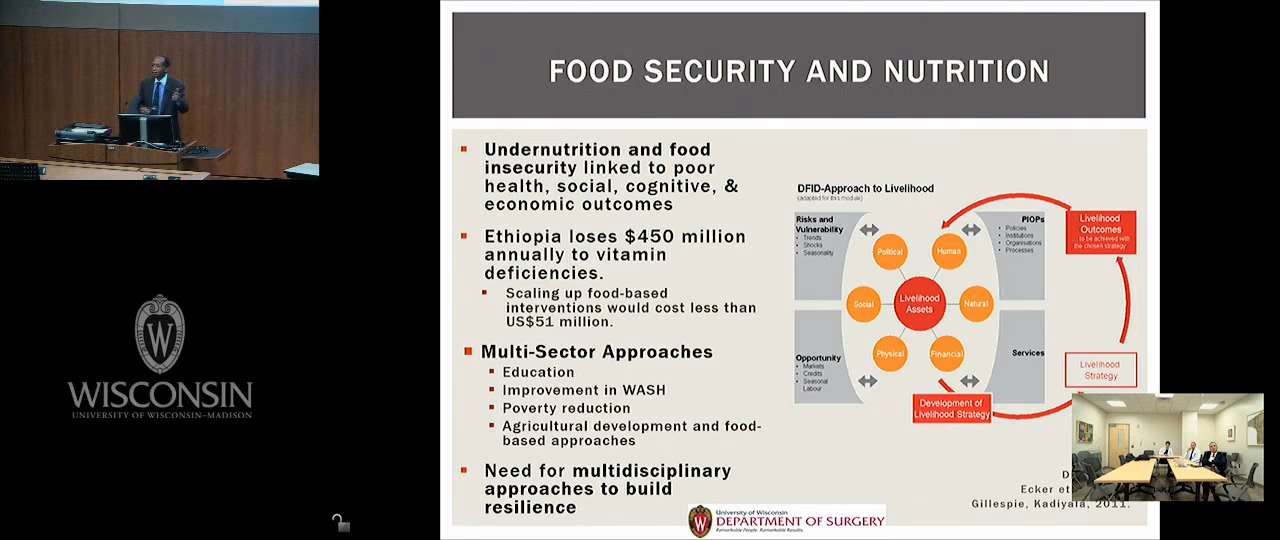 FOOD SECURITY AND NUTRITION
Undernutrition and food
insecurity linked to poor
health, social, cognitive, &
economic outcomes
Ethiopia loses $450 million
annually to vitamin
deficiencies.
Scaling up food-based
interventions would cost less than
US$51 million.
Multi-Sector Approaches
Education
Improvement in WASH
Poverty reduction
Agricultural development and food-
based approaches
Need for multidisciplinary
approaches to build
resilience
DFID-Approach to Livelihood
(adapted for this module)
Risks and
Vulnerability
Trends
Shocks
Seasonality
PIOPs
Policies
Institutions
Organisations
Processes
Livelihood
Outcomes
to be achieved with
the chosen strategy
Political
Human
Social
Livelihood
Assets
Natural
Physical
Financial
Opportunity
Markets
Credits
Seasonal
Labour
Services
Livelihood
Strategy
Development of
Livelihood Strategy
Ecker et
Gillespie, Kadiyala, 2011.
University of Wisconsin
DEPARTMENT OF SURGERY
Remarkable People. Remarkable Results.
W
WISCONSIN
UNIVERSITY OF WISCONSIN–MADISON